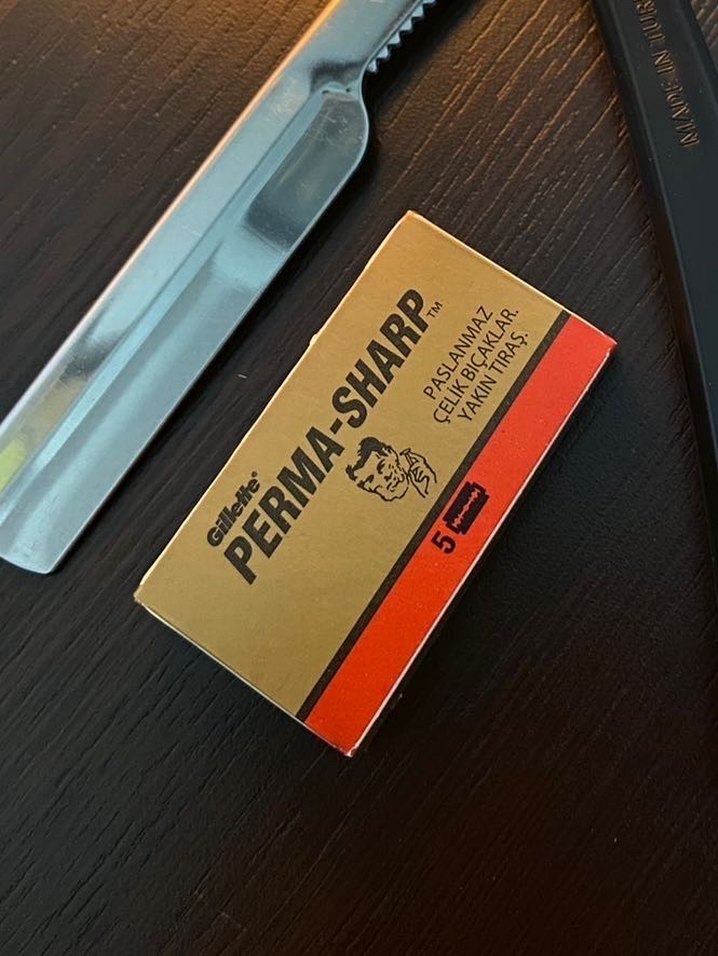 Gillette®
PERMA-SHARP™
PASLANMAZ
ÇELİK BIÇAKLAR.
YAKIN TIRAŞ.
5
MADE IN TUR